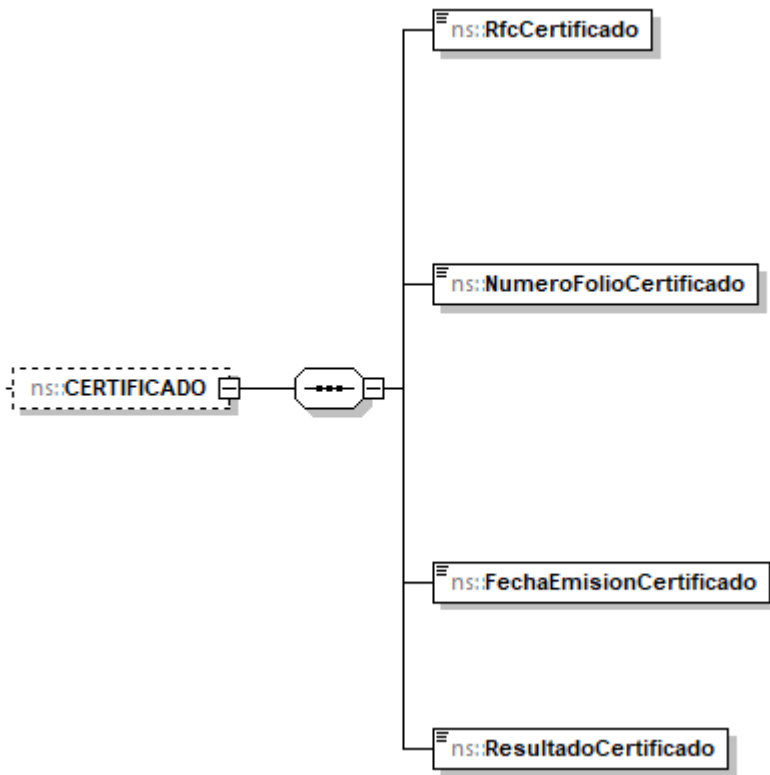 ns:RfcCertificado
ns:NumeroFolioCertificado
ns:CERTIFICADO
ns:FechaEmisionCertificado
ns:ResultadoCertificado